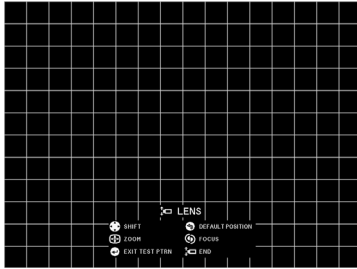 LENS
SHIFT
DEFAULT POSITION
ZOOM
FOCUS
EXIT TEST PTRN
END